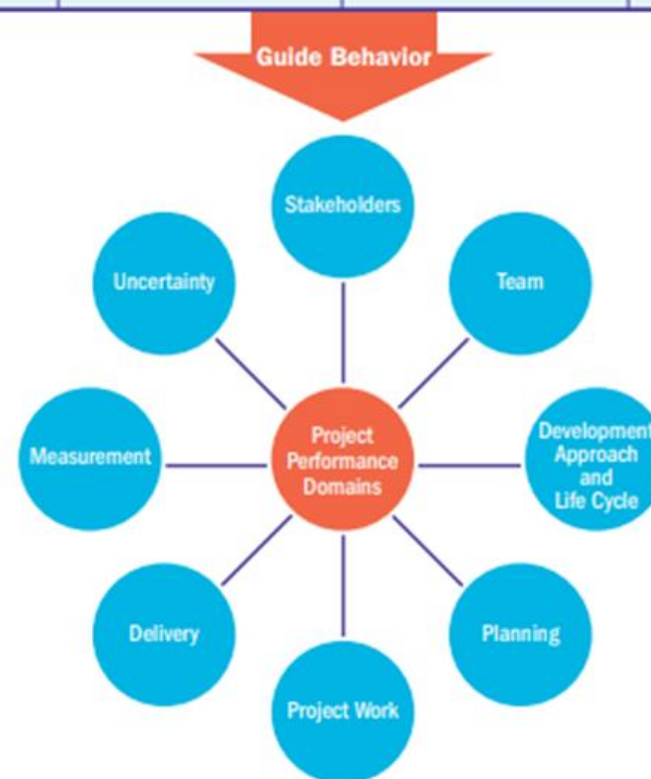 Guide Behavior
Stakeholders
Uncertainty
Team
Measurement
Project
Performance
Domains
Development
Approach
and
Life Cycle
Delivery
Planning
Project Work